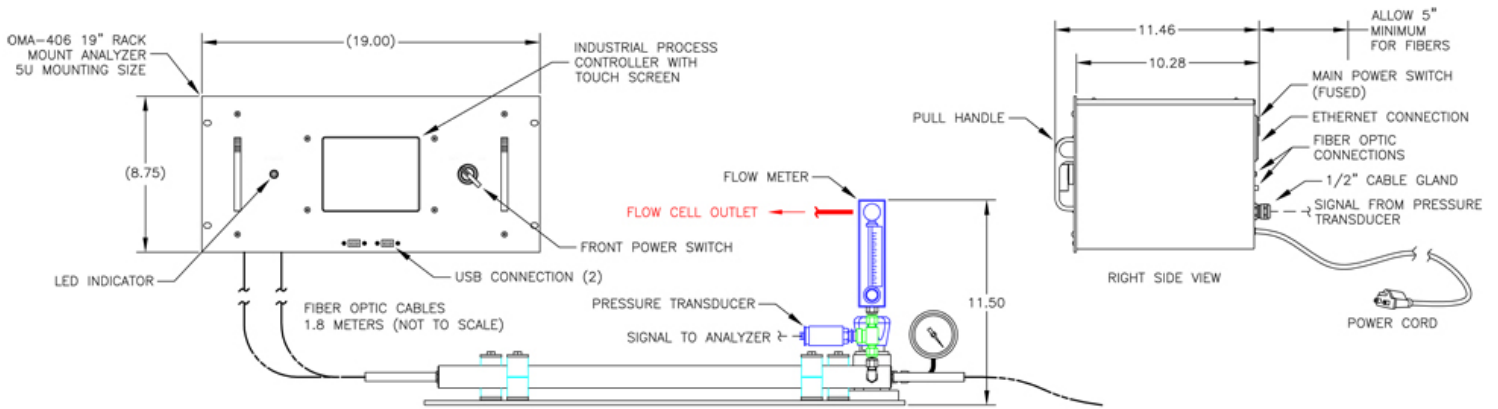 OMA-406 19" RACK
MOUNT ANALYZER
5U MOUNTING SIZE
(19.00)
INDUSTRIAL PROCESS
CONTROLLER WITH
TOUCH SCREEN
(8.75)
LED INDICATOR
FRONT POWER SWITCH
USB CONNECTION (2)
FIBER OPTIC CABLES
1.8 METERS (NOT TO SCALE)
FLOW METER
FLOW CELL OUTLET
PRESSURE TRANSDUCER
SIGNAL TO ANALYZER
11.50
11.46
10.28
ALLOW 5"
MINIMUM
FOR FIBERS
PULL HANDLE
MAIN POWER SWITCH
(FUSED)
ETHERNET CONNECTION
FIBER OPTIC
CONNECTIONS
1/2" CABLE GLAND
SIGNAL FROM PRESSURE
TRANSDUCER
RIGHT SIDE VIEW
POWER CORD